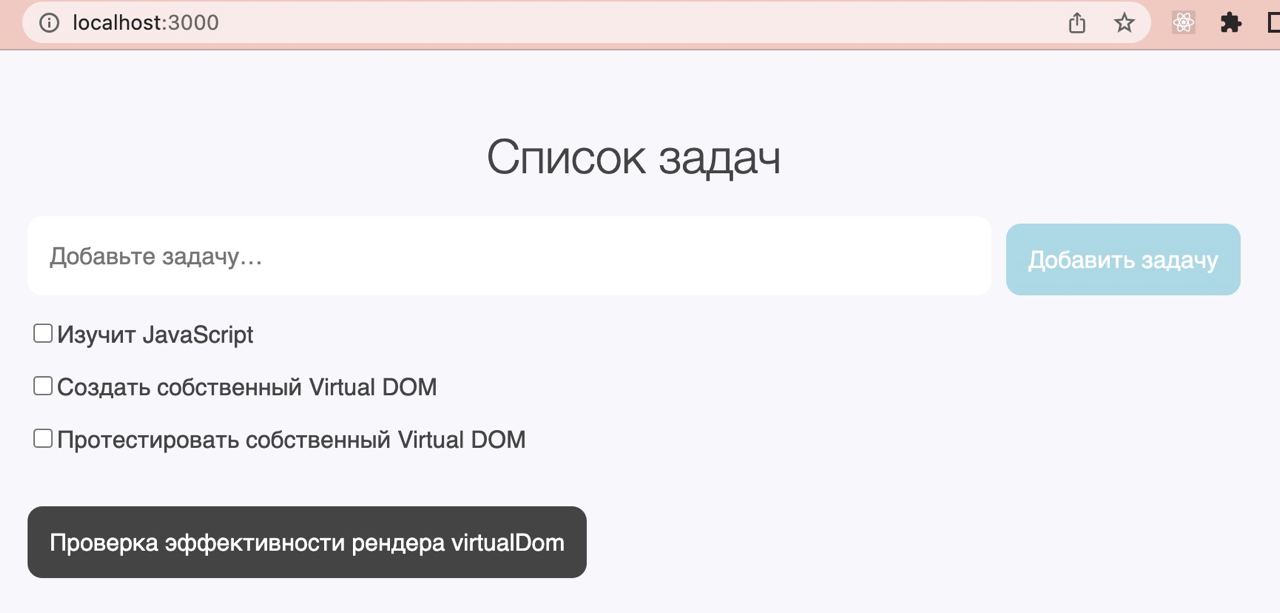 localhost:3000
Список задач
Добавьте задачу...
Добавить задачу
Изучит JavaScript
Создать собственный Virtual DOM
Протестировать собственный Virtual DOM
Проверка эффективности рендера virtualDom